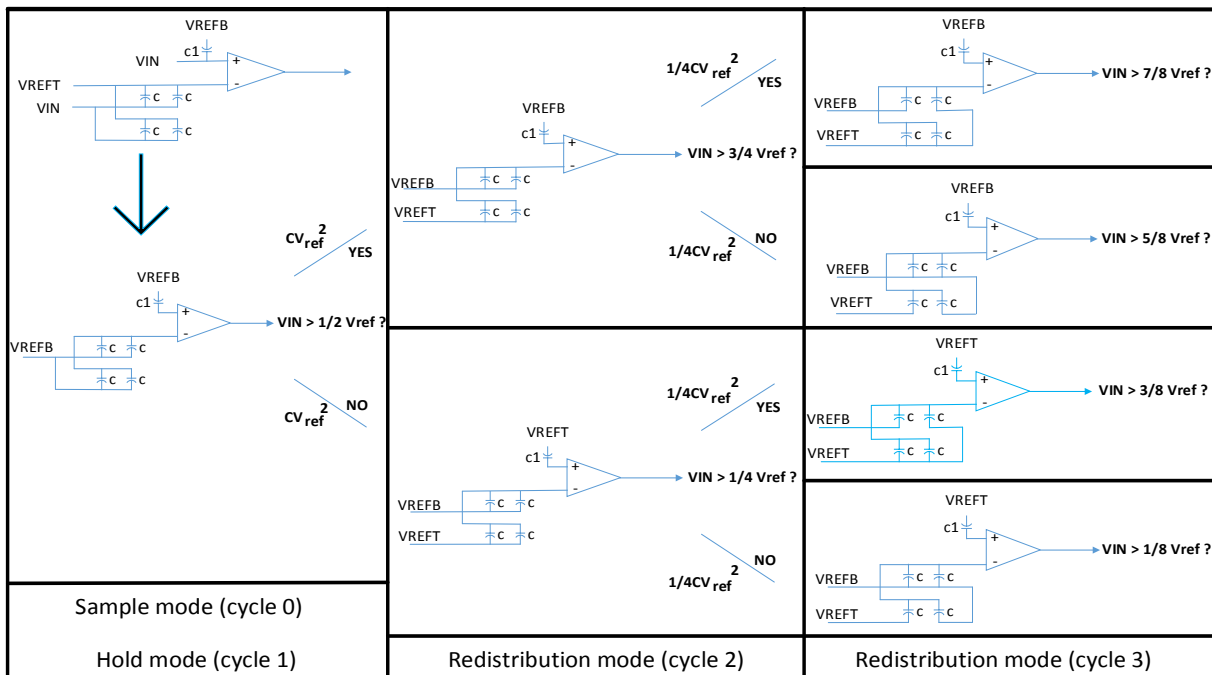 VREFB
c1
VIN
+
VREFT
-
VIN
c c
c c
CV ref 2
YES
VREFB
c1
+
-
VIN > 1/2 Vref ?
VREFB
c c
c c
CV ref 2
NO
Sample mode (cycle 0)
Hold mode (cycle 1)
1/4CV ref 2
YES
VREFB
c1
+
-
VIN > 3/4 Vref ?
VREFB
c c
VREFT
c c
1/4CV ref 2
NO
1/4CV ref 2
YES
VREFT
c1
+
-
VIN > 1/4 Vref ?
VREFB
c c
VREFT
c c
1/4CV ref 2
NO
Redistribution mode (cycle 2)
VREFB
c1
+
-
VIN > 7/8 Vref ?
VREFB
c c
VREFT
c c
VREFB
c1
+
-
VIN > 5/8 Vref ?
VREFB
c c
VREFT
c c
VREFT
c1
+
-
VIN > 3/8 Vref ?
VREFB
c c
VREFT
c c
VREFT
c1
+
-
VIN > 1/8 Vref ?
VREFB
c c
VREFT
c c
Redistribution mode (cycle 3)